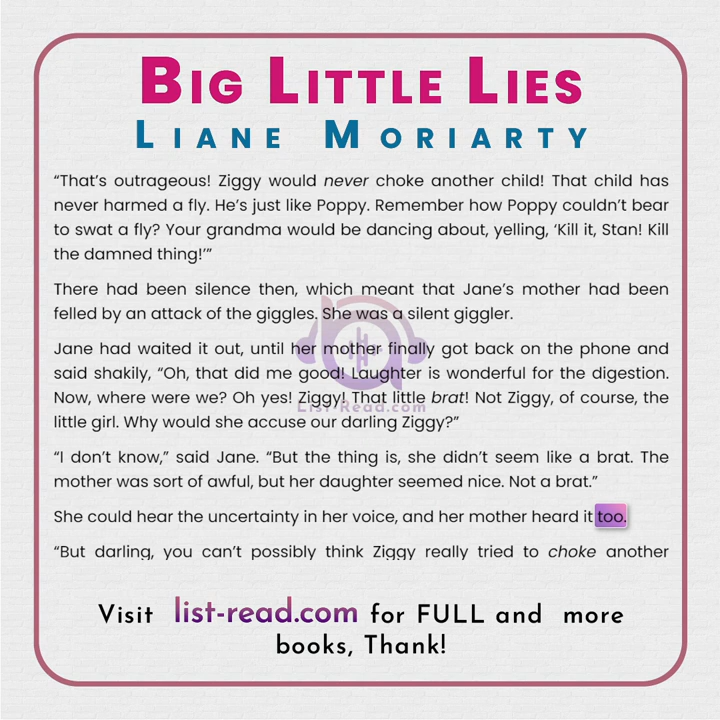 BIG LITTLE LIES
LIANE MORIARTY
“That’s outrageous! Ziggy would never choke another child! That child has
never harmed a fly. He’s just like Poppy. Remember how Poppy couldn’t bear
to swat a fly? Your grandma would be dancing about, yelling, ‘Kill it, Stan! Kill
the damned thing!’”
There had been silence then, which meant that Jane’s mother had been
felled by an attack of the giggles. She was a silent giggler.
Jane had waited it out, until her mother finally got back on the phone and
said shakily, “Oh, that did me good! Laughter is wonderful for the digestion.
Now, where were we? Oh yes! Ziggy! That little brat! Not Ziggy, of course, the
List-Read.com
little girl. Why would she accuse our darling Ziggy?”
“I don’t know,” said Jane. “But the thing is, she didn’t seem like a brat. The
mother was sort of awful, but her daughter seemed nice. Not a brat.”
She could hear the uncertainty in her voice, and her mother heard it too.
“But darling, you can’t possibly think Ziggy really tried to choke another
Visit list-read.com for FULL and more
books, Thank!